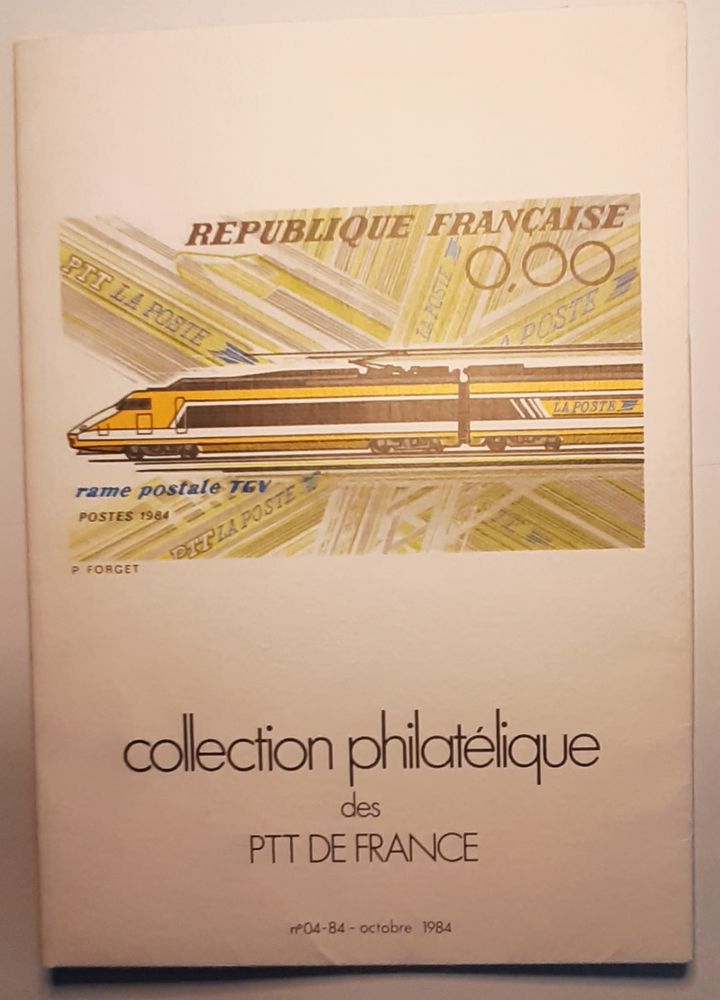 REPUBLIQUE FRANÇAISE
0,00
PTT LA POSTE
LA POSTE
LA POSTE
LA POSTE
rame postale TGV
POSTES 1984
PTT LA POSTE
P. FORGET
collection philatélique
des
PTT DE FRANCE
nº04-84 - octobre 1984